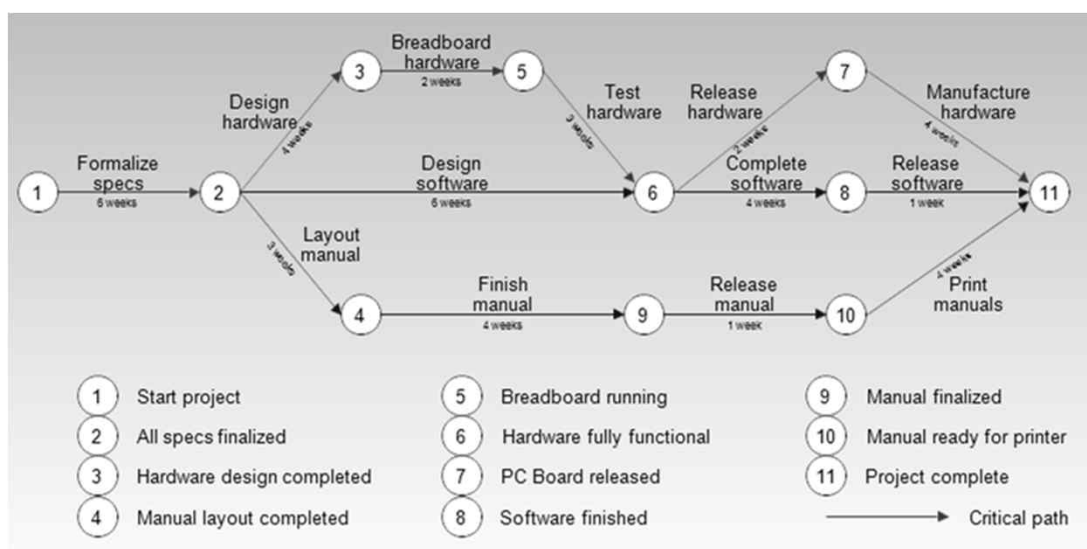 Breadboard
hardware
2 weeks
3
5
7
Design
hardware
4 weeks
Test
hardware
3 weeks
Release
hardware
2 weeks
Manufacture
hardware
4 weeks
Formalize
specs
6 weeks
Design
software
6 weeks
Complete
software
4 weeks
Release
software
1 week
1
2
6
8
11
Layout
manual
3 weeks
Finish
manual
4 weeks
Release
manual
1 week
4 weeks
Print
manuals
4
9
10
1 Start project
2 All specs finalized
3 Hardware design completed
4 Manual layout completed
5 Breadboard running
6 Hardware fully functional
7 PC Board released
8 Software finished
9 Manual finalized
10 Manual ready for printer
11 Project complete
Critical path